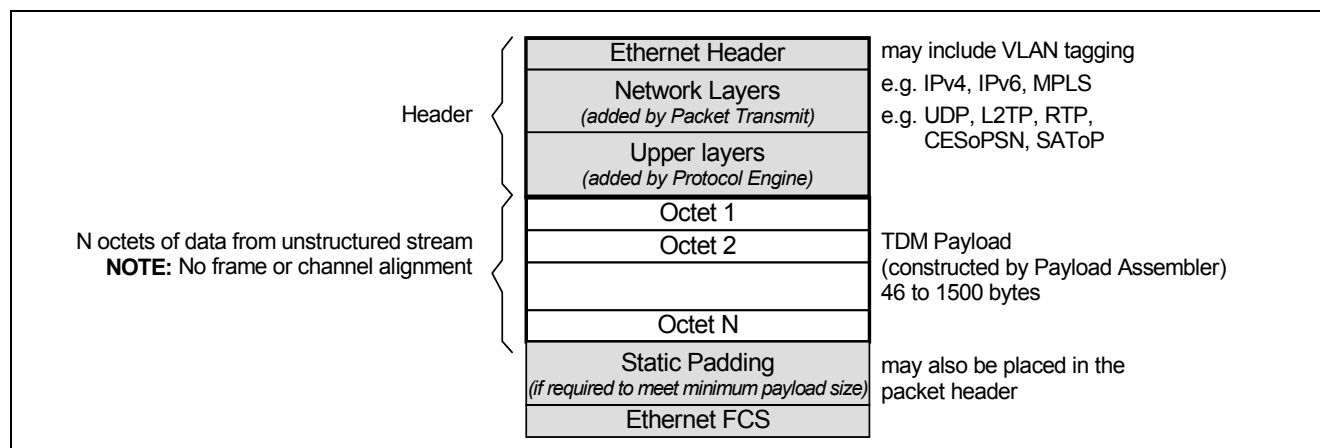 Ethernet Header
may include VLAN tagging
Network Layers
e.g. IPv4, IPv6, MPLS
(added by Packet Transmit)
Header
e.g. UDP, L2TP, RTP,
CESoPSN, SAToP
Upper layers
(added by Protocol Engine)
Octet 1
N octets of data from unstructured stream
NOTE: No frame or channel alignment
Octet 2
TDM Payload
(constructed by Payload Assembler)
46 to 1500 bytes
Octet N
Static Padding
(if required to meet minimum payload size)
may also be placed in the
packet header
Ethernet FCS